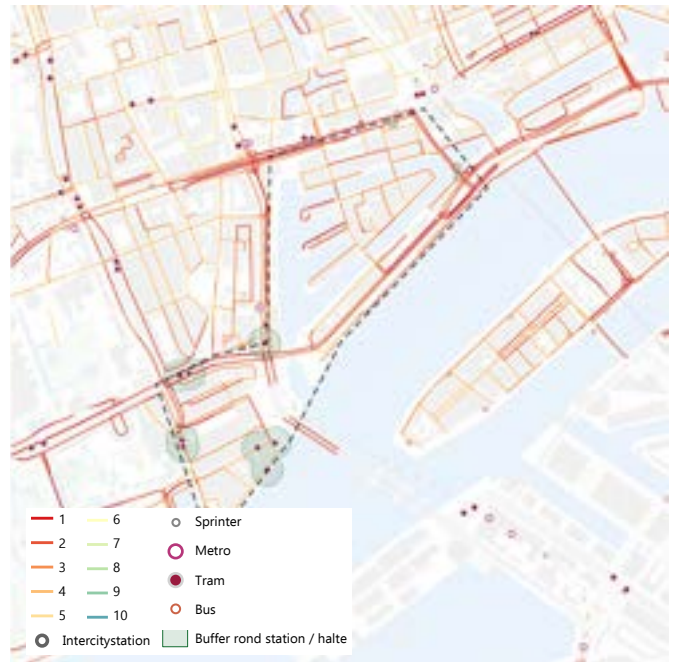 1 6
2 7
3 8
4 9
5 10
Intercitystation
Sprinter
Metro
Tram
Bus
Buffer rond station / halte